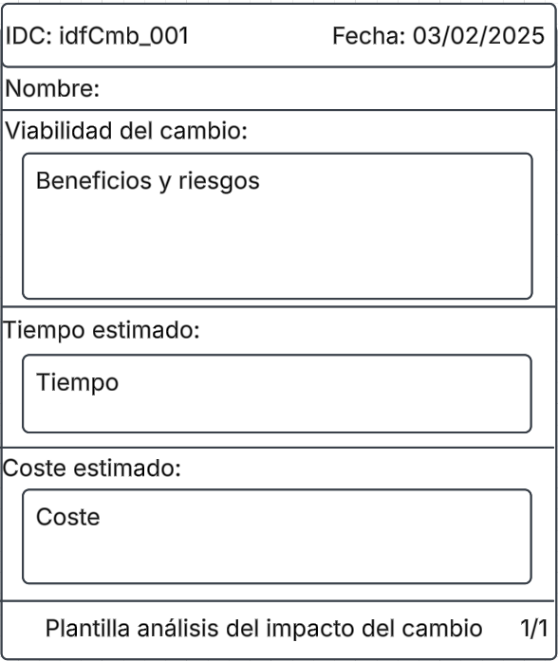 IDC: idfCmb_001 Fecha: 03/02/2025
Nombre:
Viabilidad del cambio:
Beneficios y riesgos
Tiempo estimado:
Tiempo
Coste estimado:
Coste
Plantilla análisis del impacto del cambio 1/1